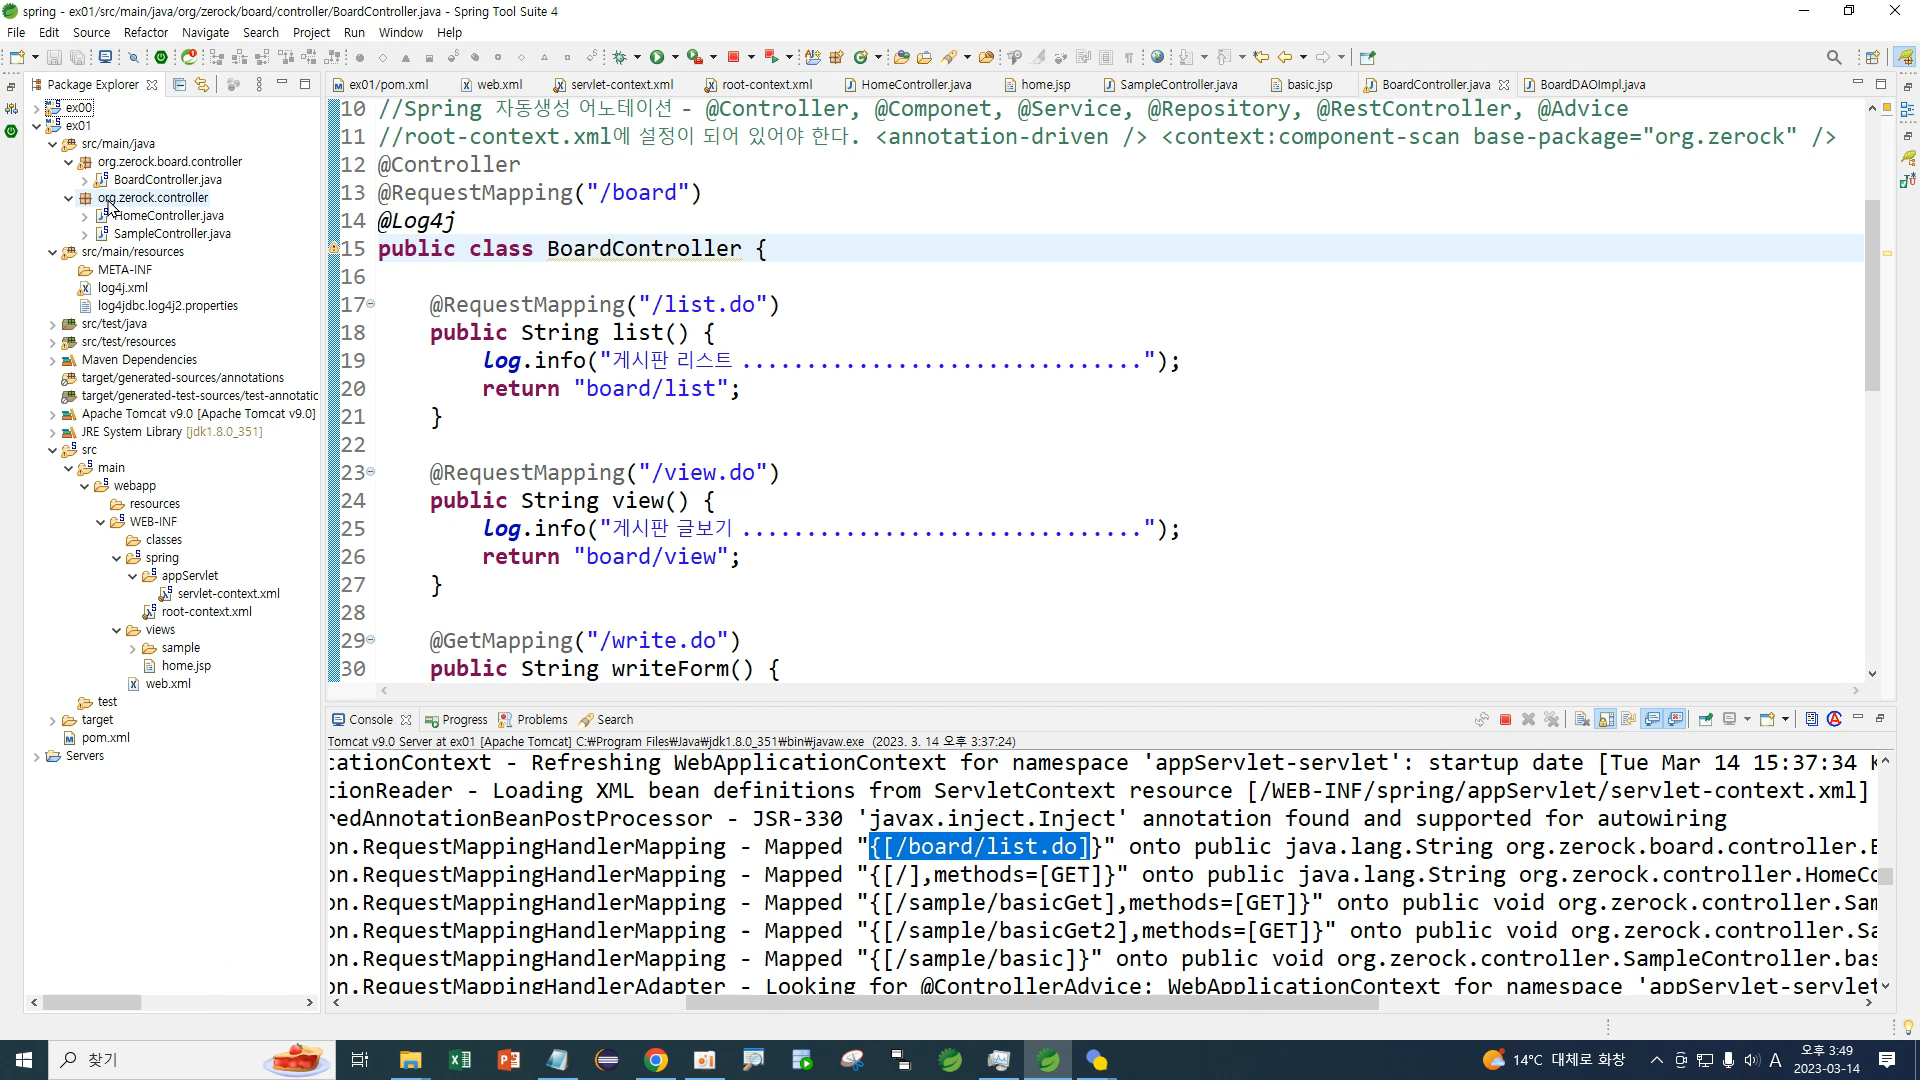 spring - ex01/src/main/java/org/zerock/board/controller/BoardController.java - Spring Tool Suite 4
File Edit Source Refactor Navigate Search Project Run Window Help
Package Explorer
ex01/pom.xml web.xml servlet-context.xml root-context.xml HomeController.java home.jsp SampleController.java basic.jsp BoardController.java BoardDAOImpl.java
ex00
ex01
src/main/java
org.zerock.board.controller
BoardController.java
org.zerock.controller
HomeController.java
SampleController.java
src/main/resources
META-INF
log4j.xml
log4jdbc.log4j2.properties
src/test/java
src/test/resources
Maven Dependencies
target/generated-sources/annotations
target/generated-test-sources/test-annotatic
Apache Tomcat v9.0 [Apache Tomcat v9.0]
JRE System Library [jdk1.8.0_351]
src
main
webapp
resources
WEB-INF
classes
spring
appServlet
servlet-context.xml
root-context.xml
views
sample
home.jsp
web.xml
test
target
pom.xml
Servers
10 //Spring 자동생성 어노테이션 - @Controller, @Componet, @Service, @Repository, @RestController, @Advice
11 //root-context.xml에 설정이 되어 있어야 한다. <annotation-driven /> <context:component-scan base-package="org.zerock" />
12 @Controller
13 @RequestMapping("/board")
14 @Log4j
15 public class BoardController {
16
17 @RequestMapping("/list.do")
18 public String list() {
19 log.info("게시판 리스트 ...............................");
20 return "board/list";
21 }
22
23 @RequestMapping("/view.do")
24 public String view() {
25 log.info("게시판 글보기 ...............................");
26 return "board/view";
27 }
28
29 @GetMapping("/write.do")
30 public String writeForm() {
Console Progress Problems Search
Tomcat v9.0 Server at ex01 [Apache Tomcat] C:₩Program Files₩Java₩jdk1.8.0_351₩bin₩javaw.exe (2023. 3. 14 오후 3:37:24)
cationContext - Refreshing WebApplicationContext for namespace 'appServlet-servlet': startup date [Tue Mar 14 15:37:34 K
tionReader - Loading XML bean definitions from ServletContext resource [/WEB-INF/spring/appServlet/servlet-context.xml]
redAnnotationBeanPostProcessor - JSR-330 'javax.inject.Inject' annotation found and supported for autowiring
on.RequestMappingHandlerMapping - Mapped "{[/board/list.do]}" onto public java.lang.String org.zerock.board.controller.B
on.RequestMappingHandlerMapping - Mapped "{[/],methods=[GET]}" onto public java.lang.String org.zerock.controller.HomeCo
on.RequestMappingHandlerMapping - Mapped "{[/sample/basicGet],methods=[GET]}" onto public void org.zerock.controller.Sam
on.RequestMappingHandlerMapping - Mapped "{[/sample/basicGet2],methods=[GET]}" onto public void org.zerock.controller.Sa
on.RequestMappingHandlerMapping - Mapped "{[/sample/basic]}" onto public void org.zerock.controller.SampleController.bas
on.RequestMappingHandlerAdapter - Looking for @ControllerAdvice: WebApplicationContext for namespace 'appServlet-servlet
찾기
14°C 대체로 화창
A
오후 3:49
2023-03-14